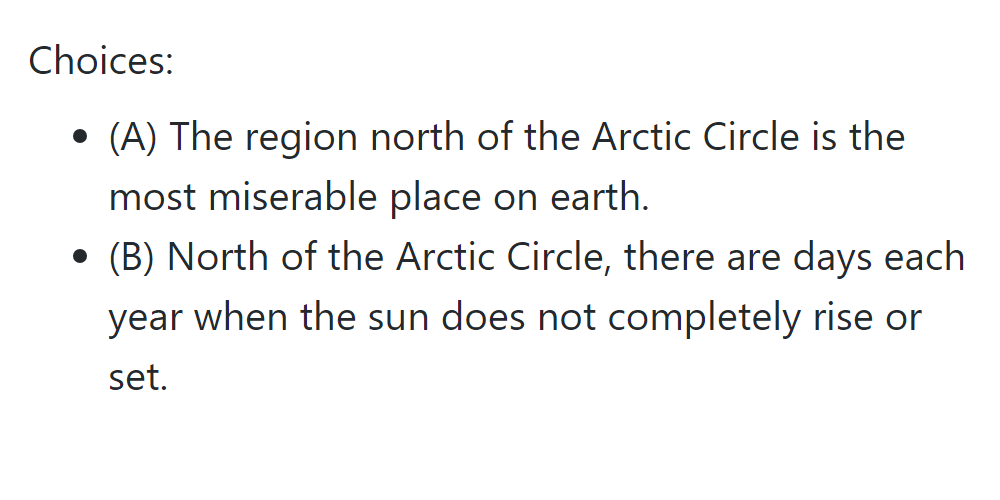 Choices:
• (A) The region north of the Arctic Circle is the
most miserable place on earth.
• (B) North of the Arctic Circle, there are days each
year when the sun does not completely rise or
set.